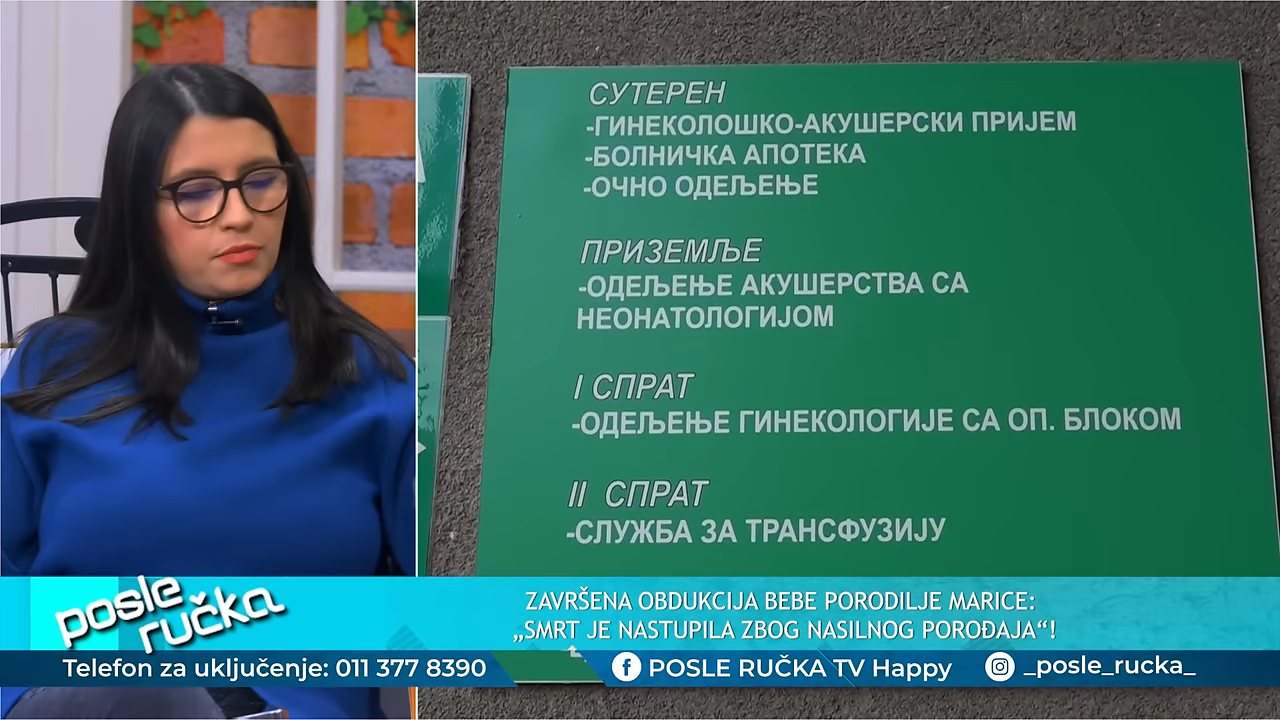 СУТЕРЕН
-ГИНЕКОЛОШКО-АКУШЕРСКИ ПРИЈЕМ
-БОЛНИЧКА АПОТЕКА
-ОЧНО ОДЕЉЕЊЕ
ПРИЗЕМЉЕ
-ОДЕЉЕЊЕ АКУШЕРСТВА СА
НЕОНАТОЛОГИЈОМ
I СПРАТ
-ОДЕЉЕЊЕ ГИНЕКОЛОГИЈЕ СА ОП. БЛОКОМ
II СПРАТ
-СЛУЖБА ЗА ТРАНСФУЗИЈУ
posle
ručka
ZAVRŠENA OBDUKCIJA BEBE PORODILJE MARICE:
„SMRT JE NASTUPILA ZBOG NASILNOG POROĐAJA“!
Telefon za uključenje: 011 377 8390
POSLE RUČKA TV Happy
_posle_rucka_